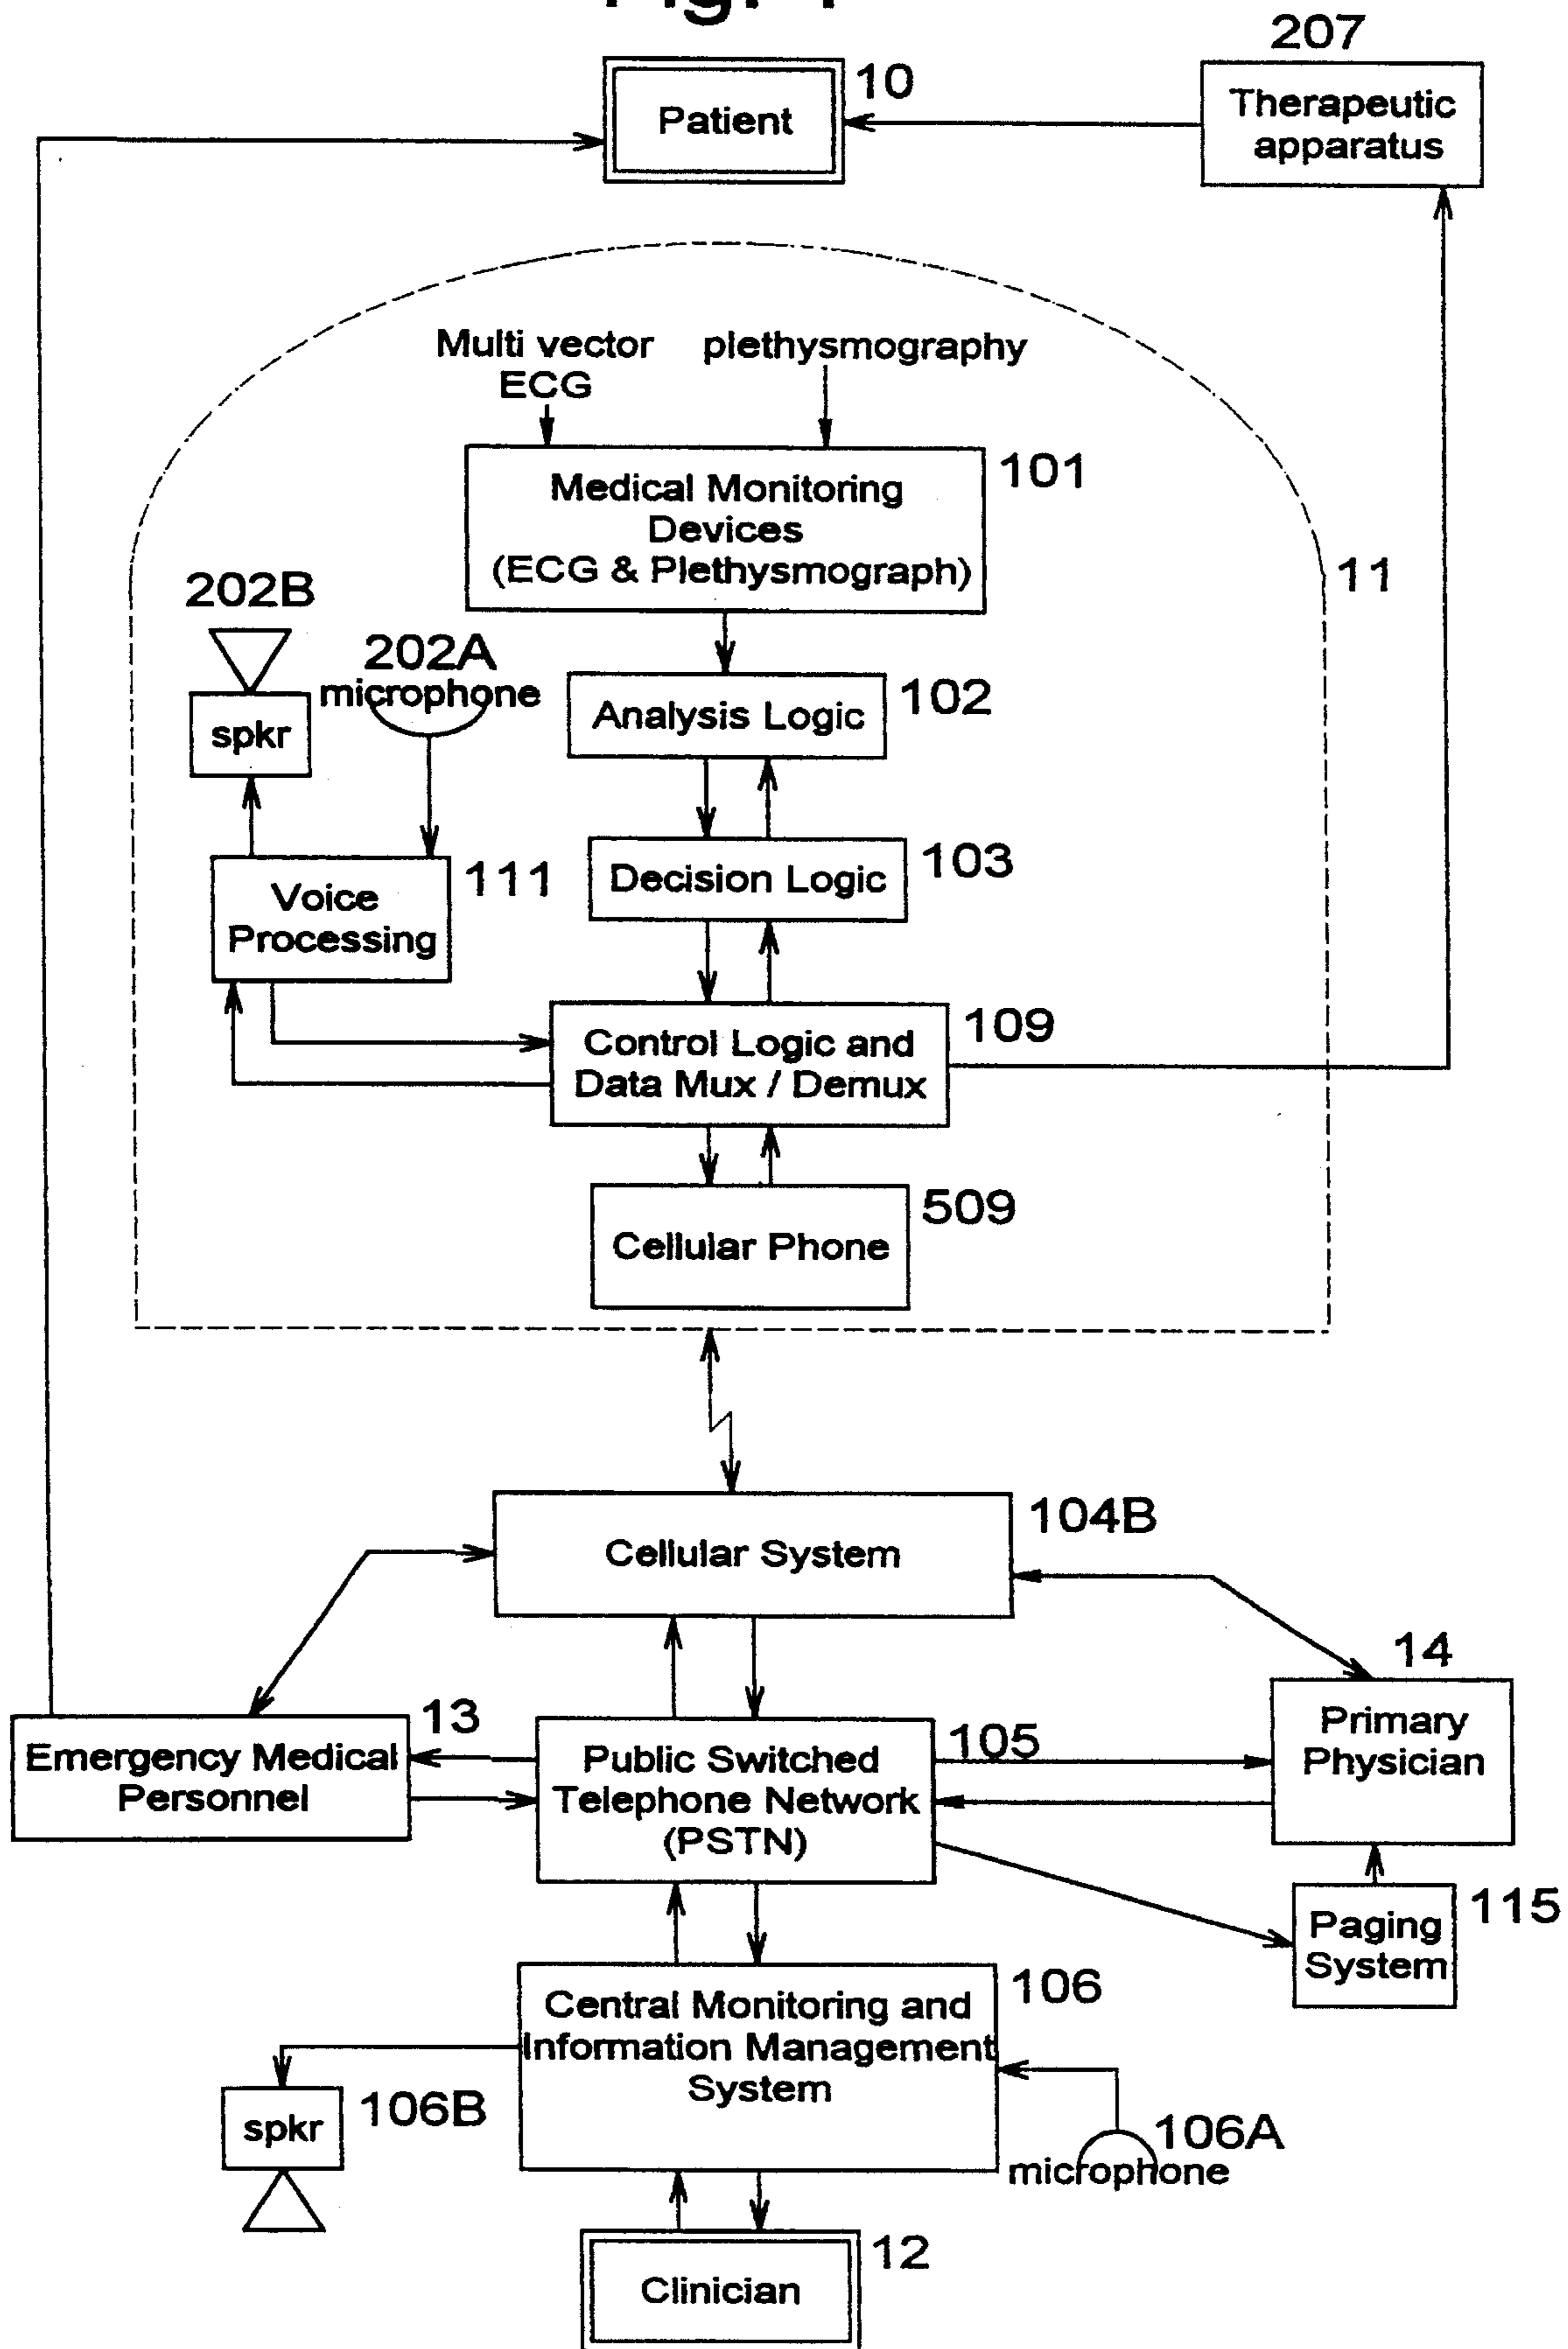 207
10
Patient
Therapeutic
apparatus
Multi vector
ECG
plethysmography
101
Medical Monitoring
Devices
(ECG & Plethysmograph)
11
202B
202A
microphone
spkr
102
Analysis Logic
103
Decision Logic
111
Voice
Processing
109
Control Logic and
Data Mux / Demux
509
Cellular Phone
104B
Cellular System
14
13
Emergency Medical
Personnel
105
Public Switched
Telephone Network
(PSTN)
Primary
Physician
115
Paging
System
106
Central Monitoring and
Information Management
System
106B
spkr
106A
microphone
12
Clinician